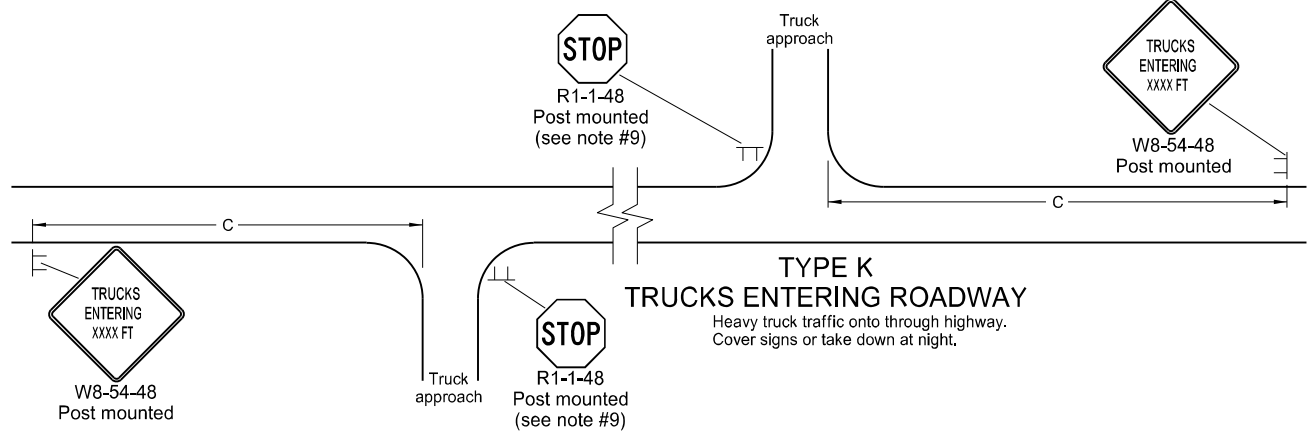 Truck
approach
STOP
R1-1-48
Post mounted
(see note #9)
TRUCKS
ENTERING
XXXX FT
W8-54-48
Post mounted
C
C
TRUCKS
ENTERING
XXXX FT
W8-54-48
Post mounted
Truck
approach
STOP
R1-1-48
Post mounted
(see note #9)
TYPE K
TRUCKS ENTERING ROADWAY
Heavy truck traffic onto through highway.
Cover signs or take down at night.